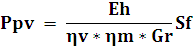 Ppv = Eh / (ηv * ηm * Gr) Sf